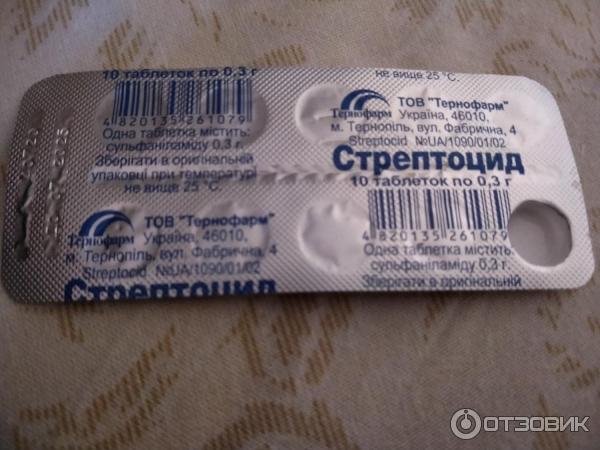 10 таблеток по 0,3 г
4 820135 261079
Одна таблетка містить:
сульфаніламіду 0,3 г.
Зберігати в оригінальній
упаковці при температурі
не вище 25 °С.
Тернофарм
ТОВ "Тернофарм"
Україна, 46010,
м. Тернопіль, вул. Фабрична, 4
Streptocid №UA/1090/01/02
Стрептоцид
не вище 25 °С.
Тернофарм
ТОВ "Тернофарм"
Україна, 46010,
м. Тернопіль, вул. Фабрична, 4
Streptocid №UA/1090/01/02
Стрептоцид
10 таблеток по 0,3 г
4 820135 261079
Одна таблетка містить:
сульфаніламіду 0,3 г.
Зберігати в оригінальній
ОТЗОВИК